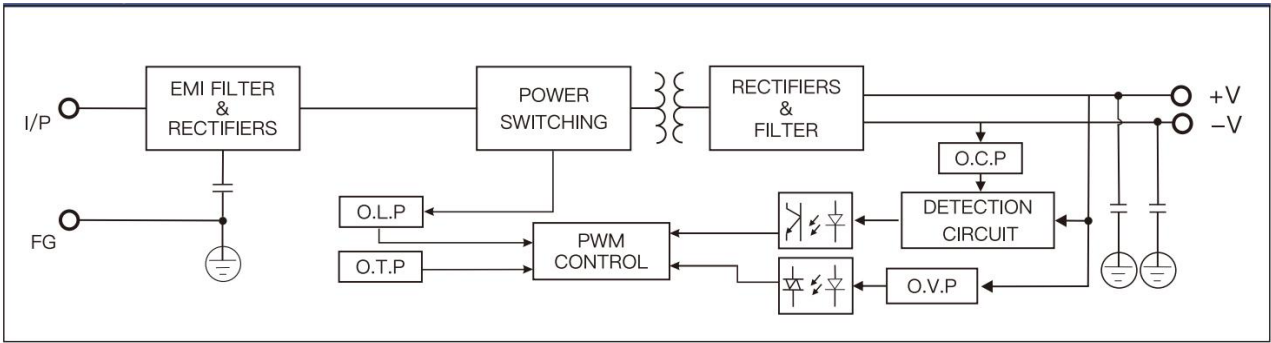 EMI FILTER
&
RECTIFIERS
POWER
SWITCHING
RECTIFIERS
&
FILTER
+V
−V
I/P
O.C.P
O.L.P
DETECTION
CIRCUIT
FG
PWM
CONTROL
O.T.P
O.V.P